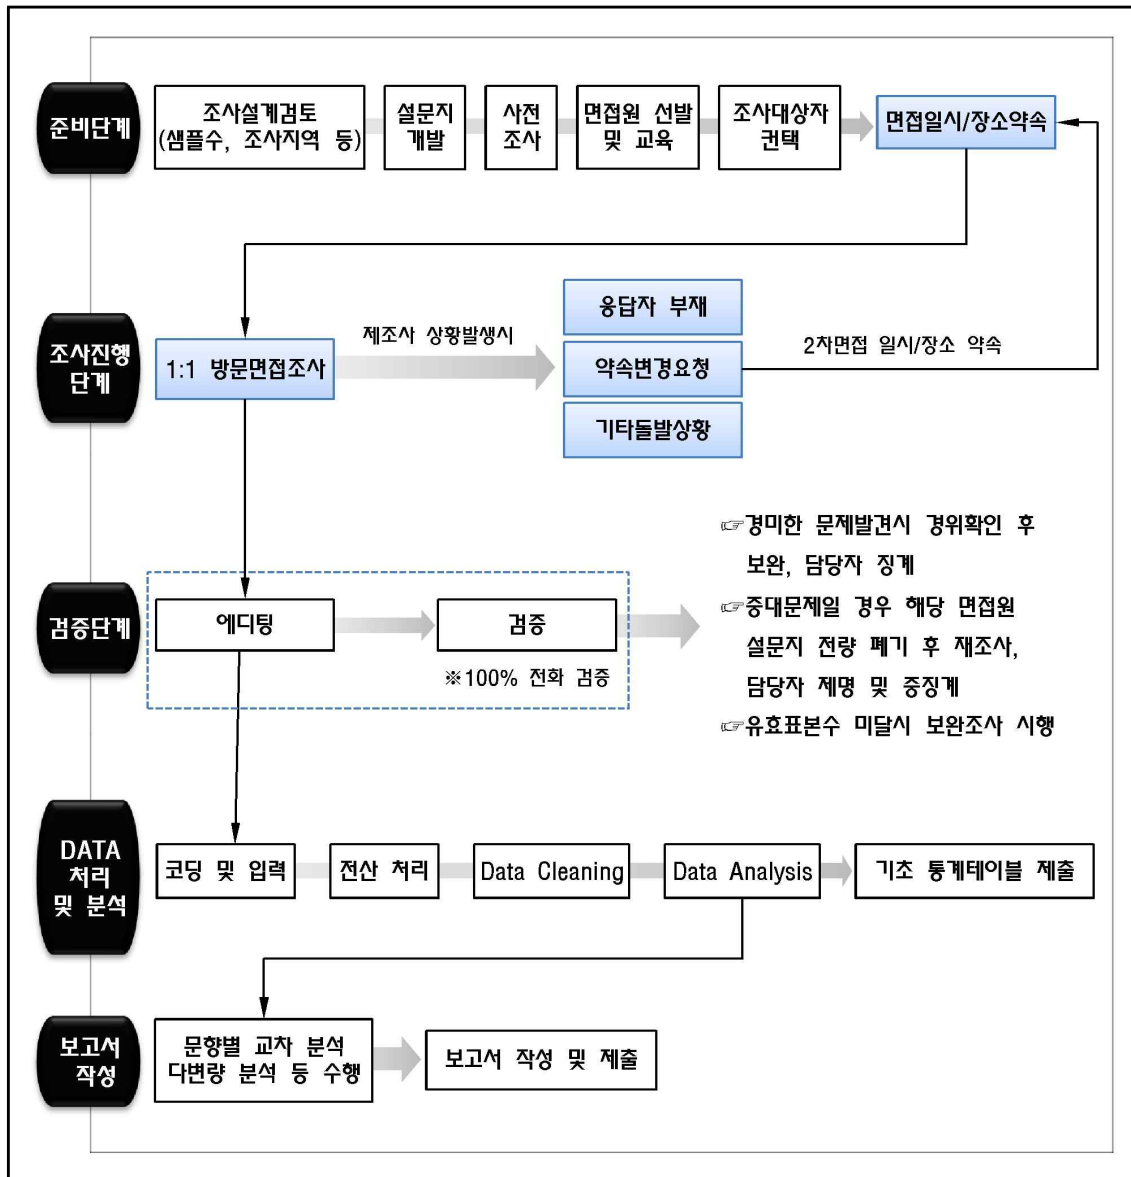 준비단계
조사설계검토
(샘플수, 조사지역 등)
설문지
개발
사전
조사
면접원 선발
및 교육
조사대상자
컨택
면접일시/장소약속
조사진행
단계
1:1 방문면접조사
제조사 상황발생시
응답자 부재
약속변경요청
기타돌발상황
2차면접 일시/장소 약속
검증단계
에디팅
검증
※100% 전화 검증
☞경미한 문제발견시 경위확인 후
보완, 담당자 징계
☞중대문제일 경우 해당 면접원
설문지 전량 폐기 후 재조사,
담당자 제명 및 중징계
☞유효표본수 미달시 보완조사 시행
DATA
처리
및 분석
코딩 및 입력
전산 처리
Data Cleaning
Data Analysis
기초 통계테이블 제출
보고서
작성
문항별 교차 분석
다변량 분석 등 수행
보고서 작성 및 제출